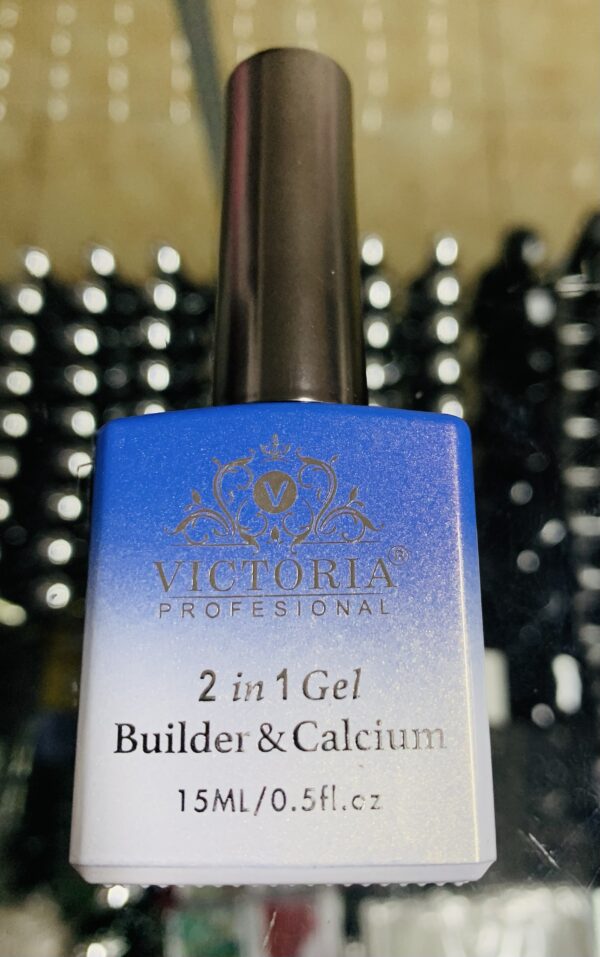 V
VICTORIA®
PROFESIONAL
2 in 1 Gel
Builder & Calcium
15ML/0.5fl.oz